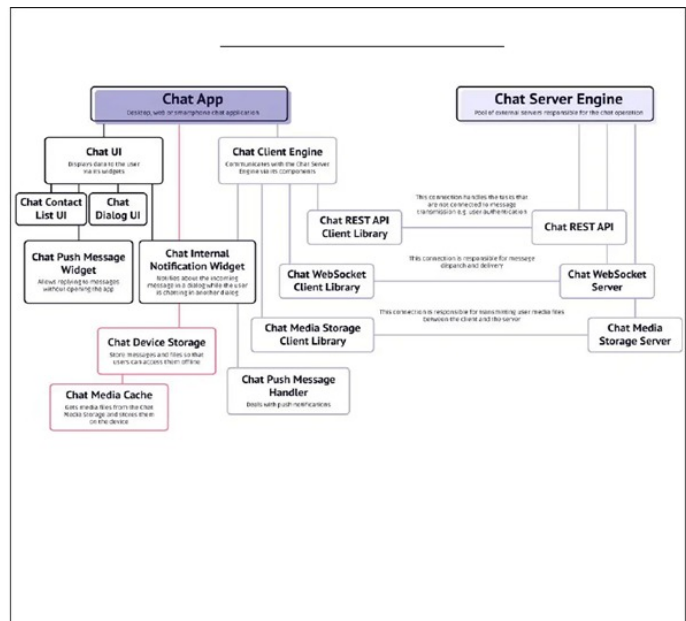 Chat App
Desktop, web or smartphone chat application
Chat Server Engine
Pool of external servers responsible for the chat operation
Chat UI
Displays data to the user
via its widgets
Chat Client Engine
Communicates with the Chat Server
Engine via its components
Chat Contact
List UI
Chat
Dialog UI
This connection handles the tasks that
are not connected to message
transmission e.g. user authentication
Chat REST API
Client Library
Chat REST API
Chat Push Message
Widget
Allows replying to messages
without opening the app
Chat Internal
Notification Widget
Notifies about the incoming
message in a dialog while the user
is chatting in another dialog
This connection is responsible for message
dispatch and delivery
Chat WebSocket
Client Library
Chat WebSocket
Server
This connection is responsible for transmitting user media files
between the client and the server
Chat Media Storage
Client Library
Chat Media
Storage Server
Chat Device Storage
Store messages and files so that
users can access them offline
Chat Media Cache
Gets media files from the Chat
Media Storage and stores them
on the device
Chat Push Message
Handler
Deals with push notifications